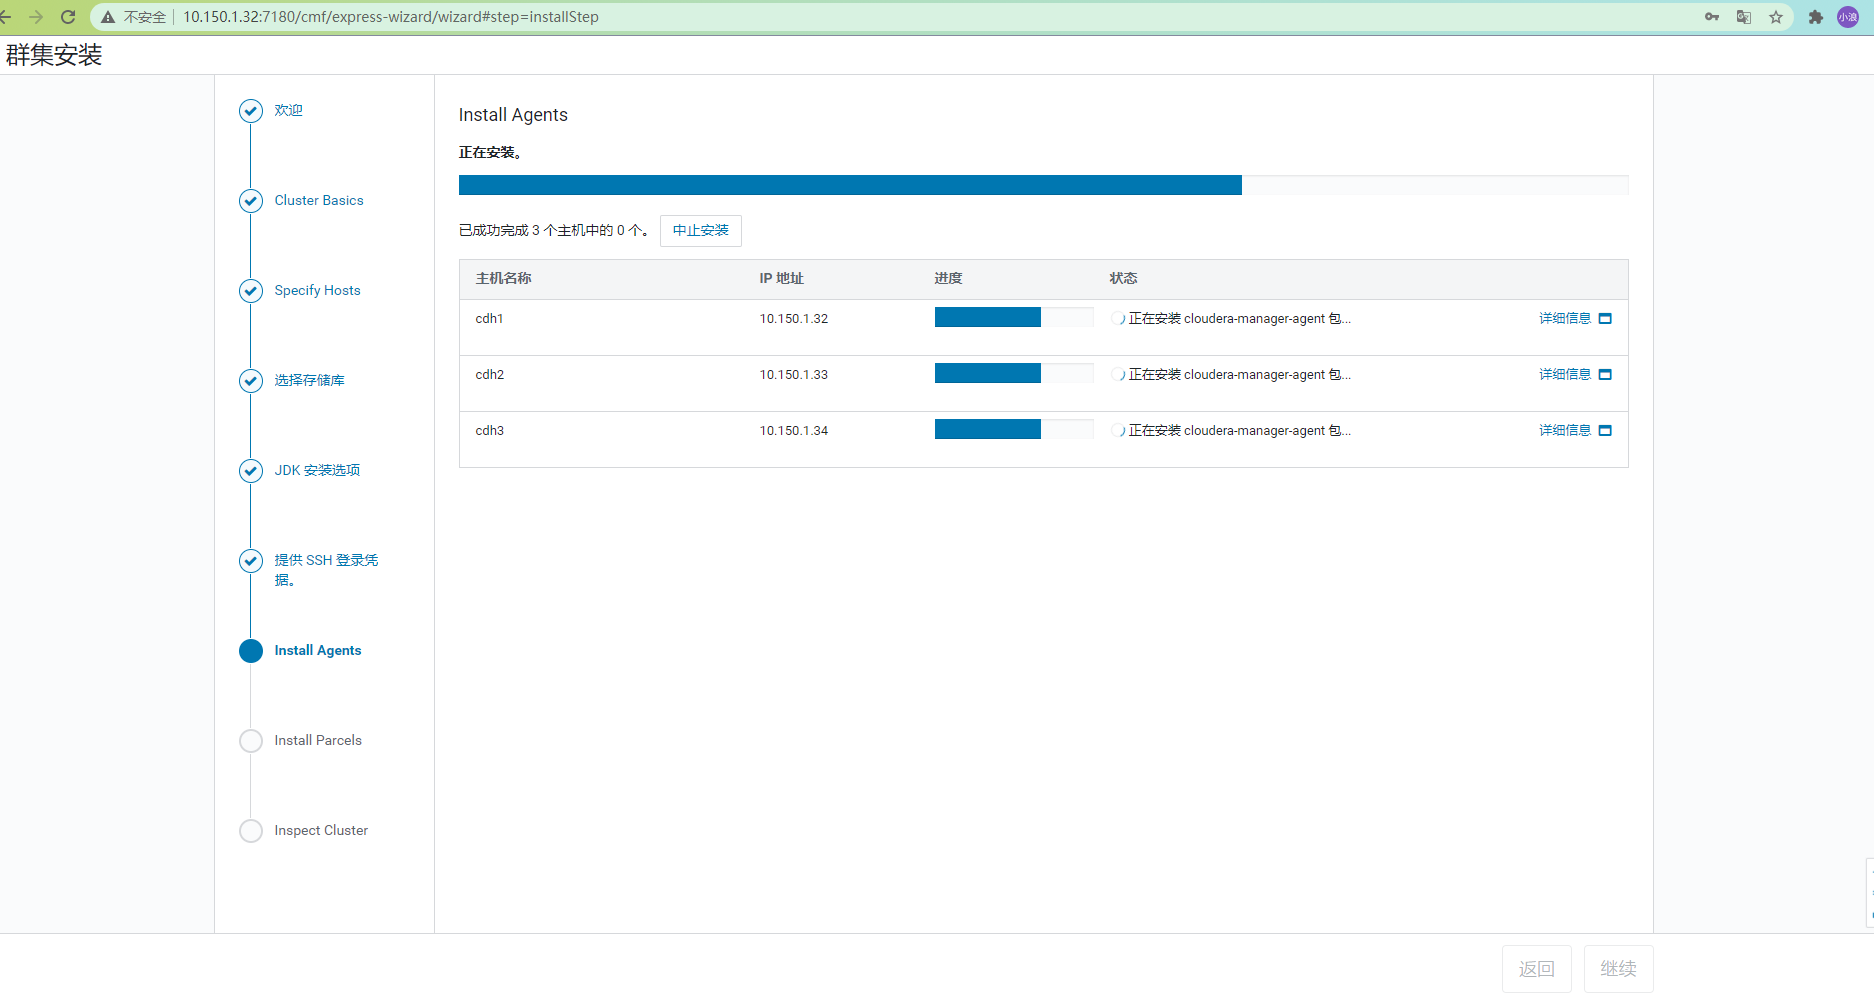 不安全 10.150.1.32:7180/cmf/express-wizard/wizard#step=installStep
小浪
群集安装
欢迎
Cluster Basics
Specify Hosts
选择存储库
JDK 安装选项
提供 SSH 登录凭
据。
Install Agents
Install Parcels
Inspect Cluster
Install Agents
正在安装。
已成功完成 3 个主机中的 0 个。 中止安装
主机名称 IP 地址 进度 状态
cdh1 10.150.1.32 正在安装 cloudera-manager-agent 包... 详细信息
cdh2 10.150.1.33 正在安装 cloudera-manager-agent 包... 详细信息
cdh3 10.150.1.34 正在安装 cloudera-manager-agent 包... 详细信息
返回 继续